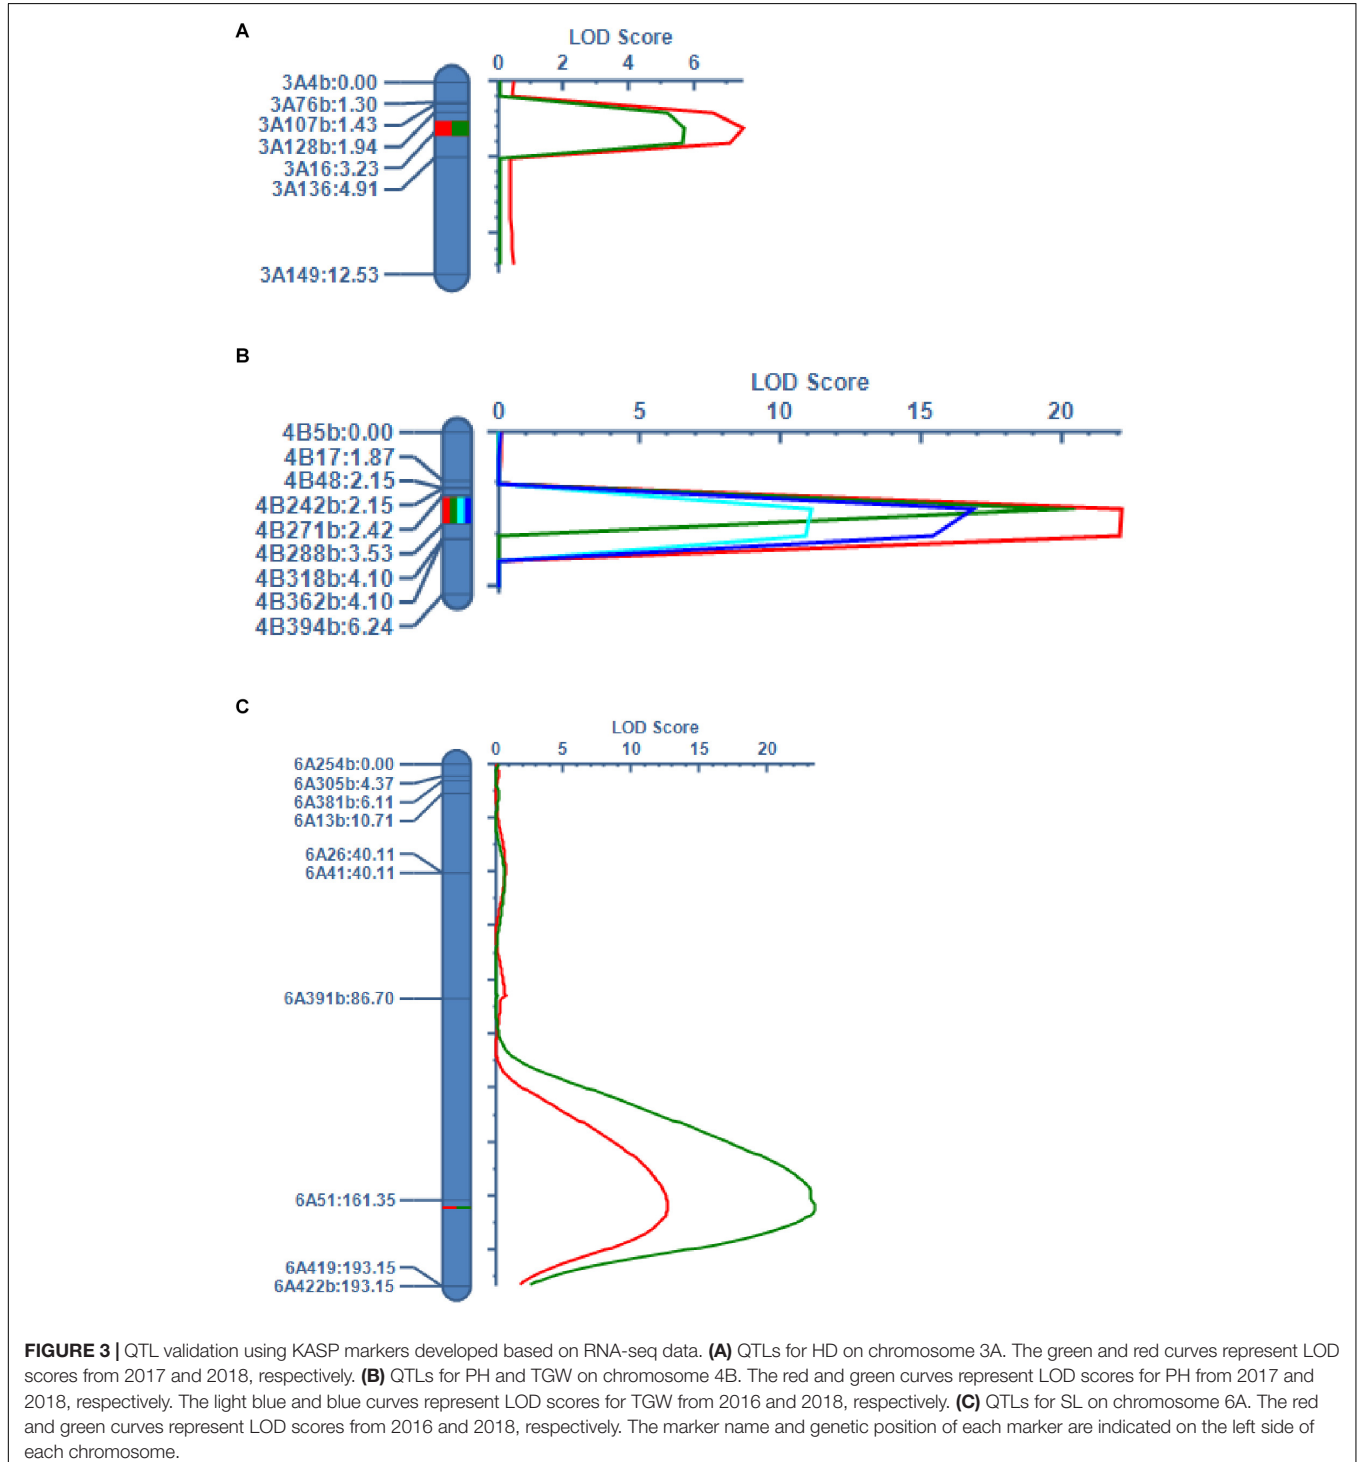 A
LOD Score
0 2 4 6
3A4b:0.00
3A76b:1.30
3A107b:1.43
3A128b:1.94
3A16:3.23
3A136:4.91
3A149:12.53
B
LOD Score
0 5 10 15 20
4B5b:0.00
4B17:1.87
4B48:2.15
4B242b:2.15
4B271b:2.42
4B288b:3.53
4B318b:4.10
4B362b:4.10
4B394b:6.24
C
LOD Score
0 5 10 15 20
6A254b:0.00
6A305b:4.37
6A381b:6.11
6A13b:10.71
6A26:40.11
6A41:40.11
6A391b:86.70
6A51:161.35
6A419:193.15
6A422b:193.15
FIGURE 3 | QTL validation using KASP markers developed based on RNA-seq data. (A) QTLs for HD on chromosome 3A. The green and red curves represent LOD
scores from 2017 and 2018, respectively. (B) QTLs for PH and TGW on chromosome 4B. The red and green curves represent LOD scores for PH from 2017 and
2018, respectively. The light blue and blue curves represent LOD scores for TGW from 2016 and 2018, respectively. (C) QTLs for SL on chromosome 6A. The red
and green curves represent LOD scores from 2016 and 2018, respectively. The marker name and genetic position of each marker are indicated on the left side of
each chromosome.